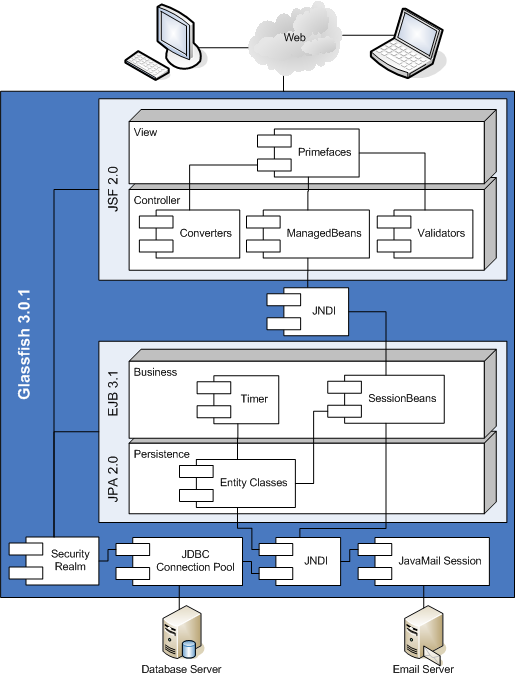 Web
Glassfish 3.0.1
JSF 2.0
View
Primefaces
Controller
Converters
ManagedBeans
Validators
JNDI
EJB 3.1
Business
Timer
SessionBeans
JPA 2.0
Persistence
Entity Classes
Security
Realm
JDBC
Connection Pool
JNDI
JavaMail Session
Database Server
Email Server